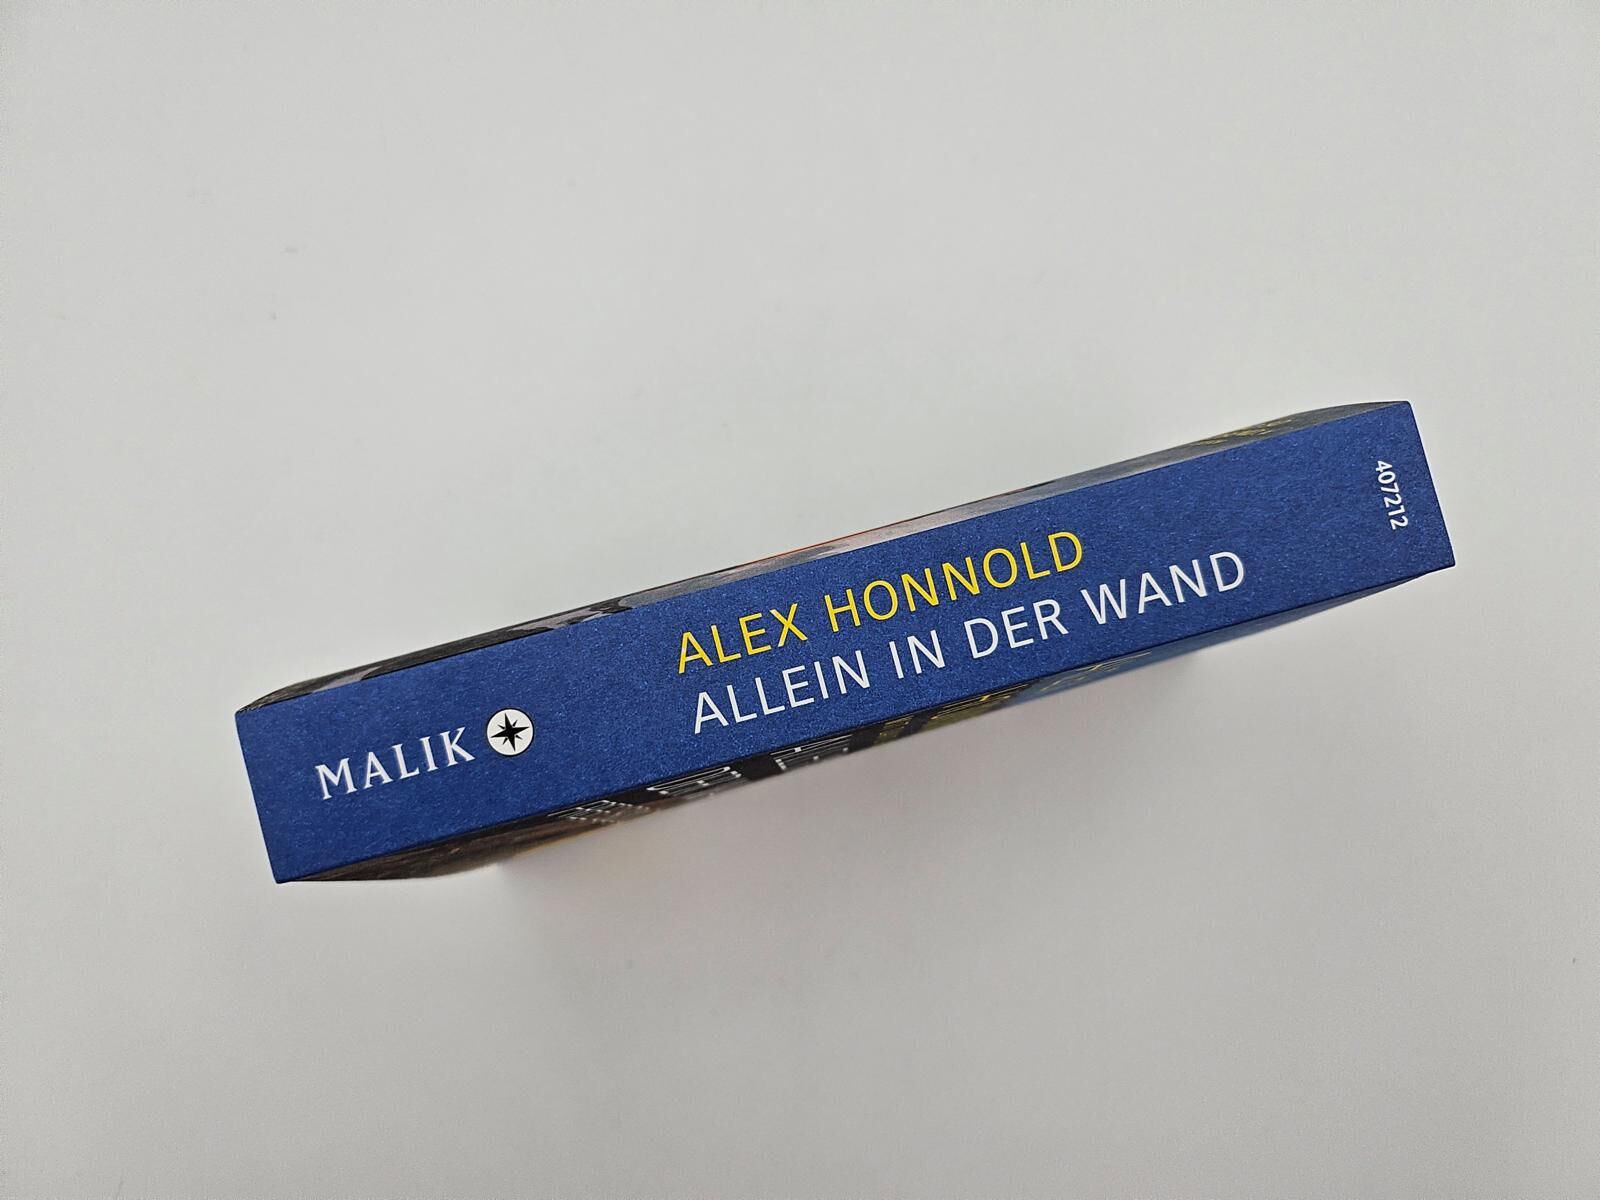 MALIK
ALEX HONNOLD
ALLEIN IN DER WAND
407212